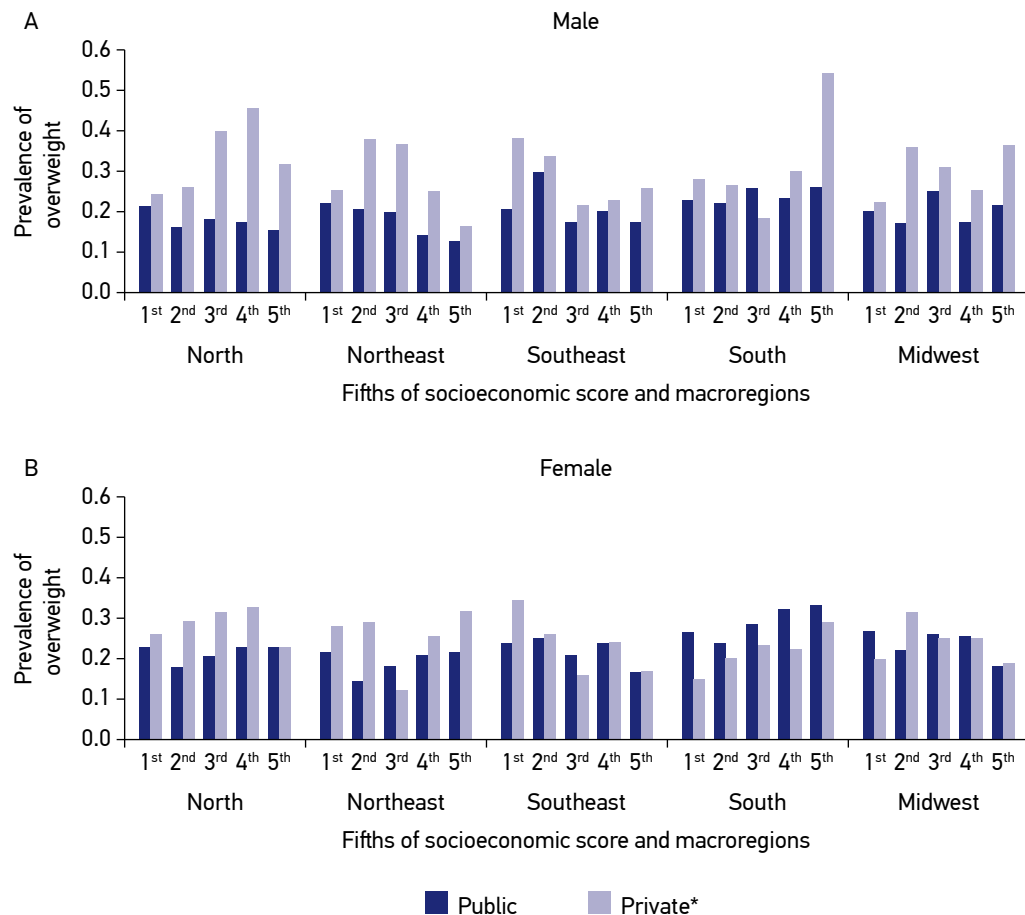 A
Male
Prevalence of
overweight
0.6
0.5
0.4
0.3
0.2
0.1
0.0
1st 2nd 3rd 4th 5th 1st 2nd 3rd 4th 5th 1st 2nd 3rd 4th 5th 1st 2nd 3rd 4th 5th 1st 2nd 3rd 4th 5th
North Northeast Southeast South Midwest
Fifths of socioeconomic score and macroregions
B
Female
Prevalence of
overweight
0.6
0.5
0.4
0.3
0.2
0.1
0.0
1st 2nd 3rd 4th 5th 1st 2nd 3rd 4th 5th 1st 2nd 3rd 4th 5th 1st 2nd 3rd 4th 5th 1st 2nd 3rd 4th 5th
North Northeast Southeast South Midwest
Fifths of socioeconomic score and macroregions
Public Private*